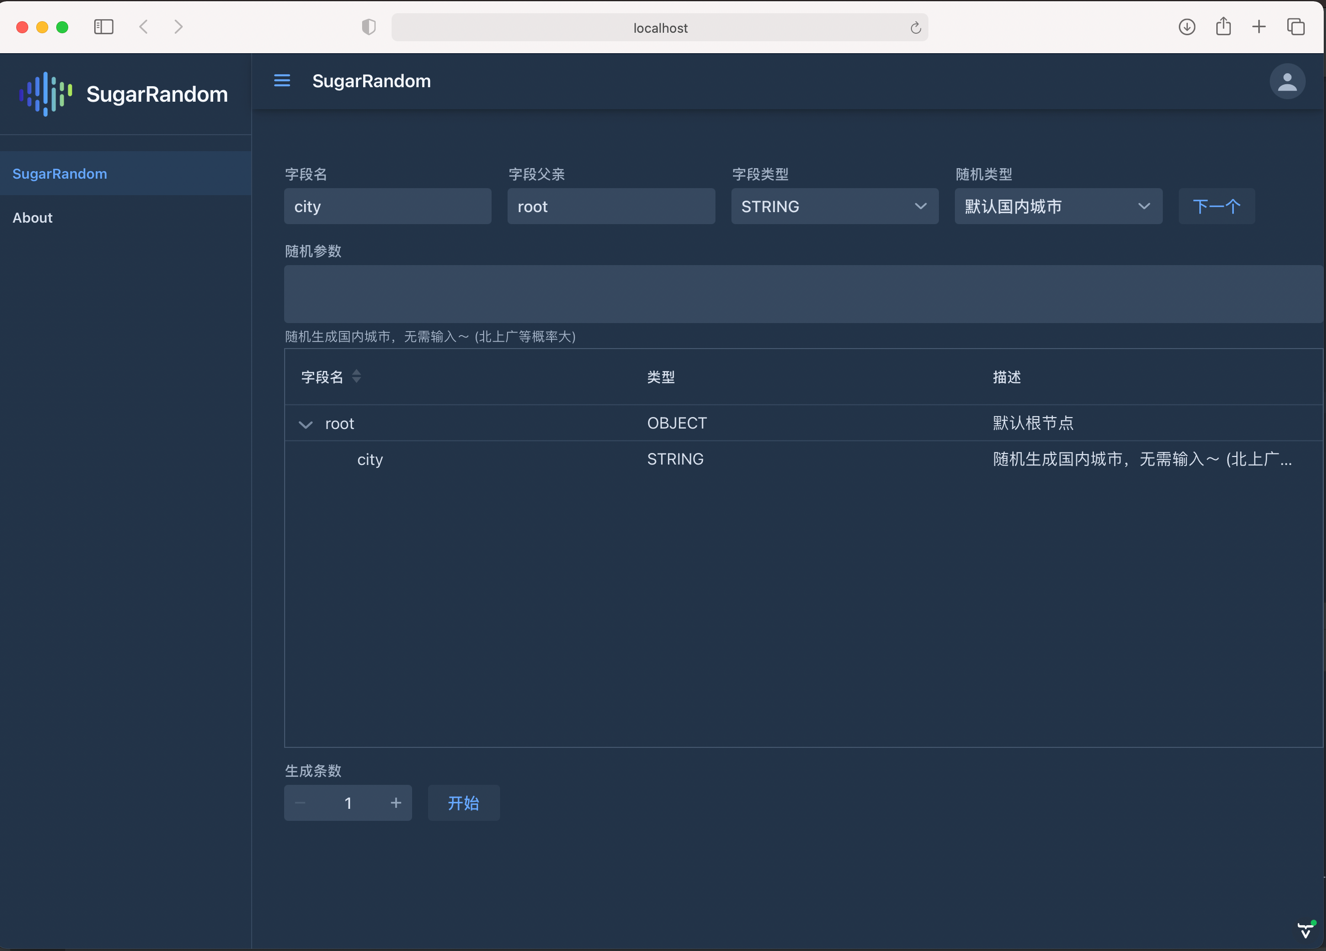 localhost
SugarRandom
SugarRandom
SugarRandom
About
字段名 字段父亲 字段类型 随机类型
city root STRING 默认国内城市 下一个
随机参数
随机生成国内城市，无需输入～ (北上广等概率大)
字段名 类型 描述
root OBJECT 默认根节点
city STRING 随机生成国内城市，无需输入～ (北上广...
生成条数
− 1 + 开始